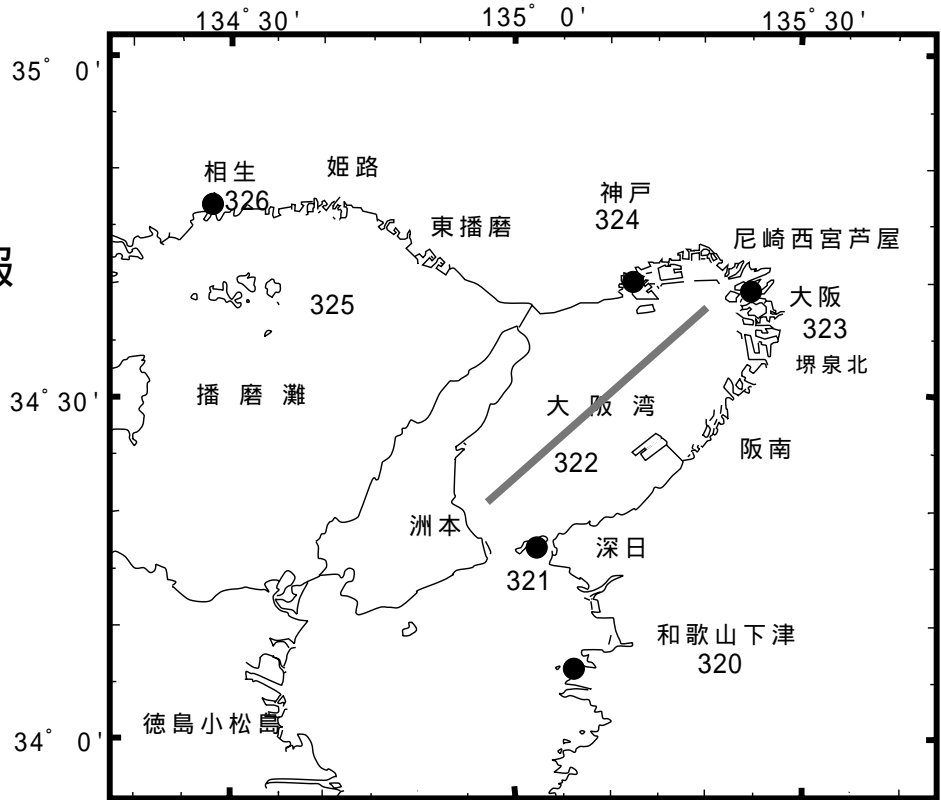 134ﾟ 30'
135ﾟ 0'
135ﾟ 30'
35ﾟ 0'
相生
326
姫路
神戸
324
東播磨
尼崎西宮芦屋
報
325
大阪
323
堺泉北
34ﾟ 30'
播磨灘
大阪湾
阪南
322
洲本
深日
321
和歌山下津
320
徳島小松島
34ﾟ 0'